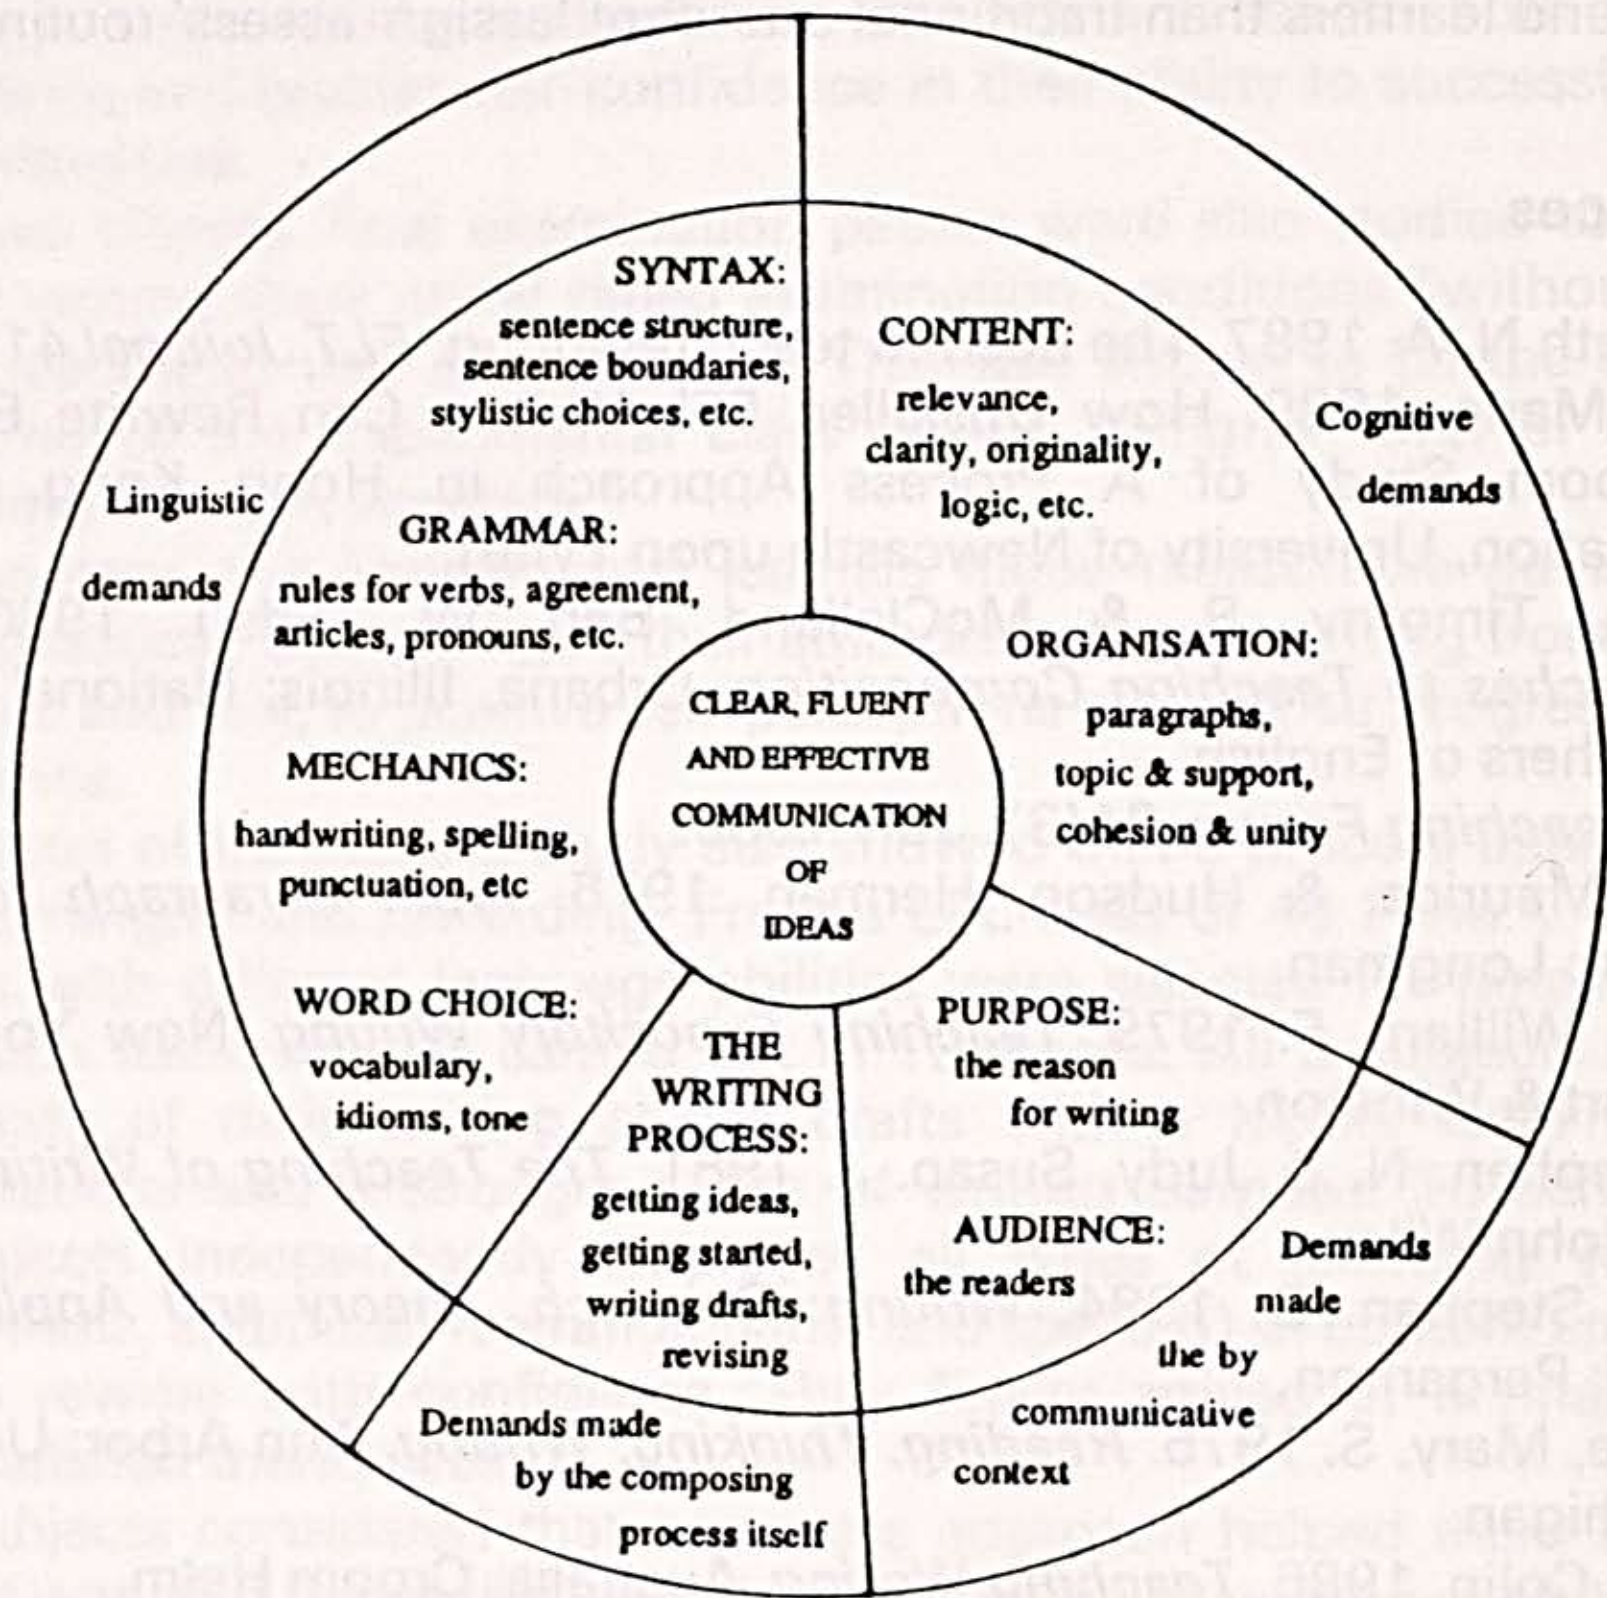 SYNTAX:
sentence structure,
sentence boundaries,
stylistic choices, etc.
GRAMMAR:
rules for verbs, agreement,
articles, pronouns, etc.
MECHANICS:
handwriting, spelling,
punctuation, etc
WORD CHOICE:
vocabulary,
idioms, tone
Linguistic
demands
CONTENT:
relevance,
clarity, originality,
logic, etc.
ORGANISATION:
paragraphs,
topic & support,
cohesion & unity
Cognitive
demands
CLEAR, FLUENT
AND EFFECTIVE
COMMUNICATION
OF
IDEAS
THE
WRITING
PROCESS:
getting ideas,
getting started,
writing drafts,
revising
Demands made
by the composing
process itself
PURPOSE:
the reason
for writing
AUDIENCE:
the readers
Demands
made
the by
communicative
context